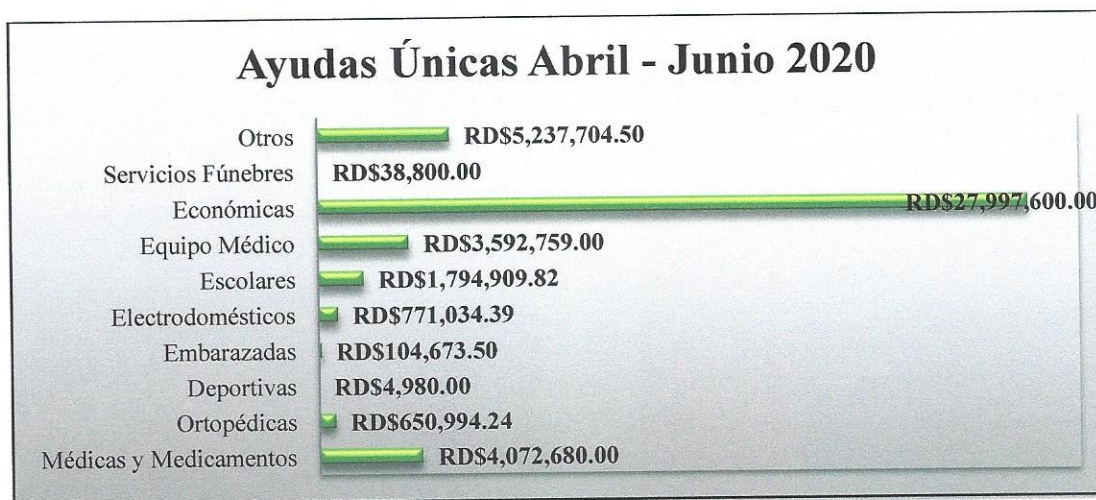 Ayudas Únicas Abril - Junio 2020
Otros RD$5,237,704.50
Servicios Fúnebres RD$38,800.00
Económicas RD$27,997,600.00
Equipo Médico RD$3,592,759.00
Escolares RD$1,794,909.82
Electrodomésticos RD$771,034.39
Embarazadas RD$104,673.50
Deportivas RD$4,980.00
Ortopédicas RD$650,994.24
Médicas y Medicamentos RD$4,072,680.00